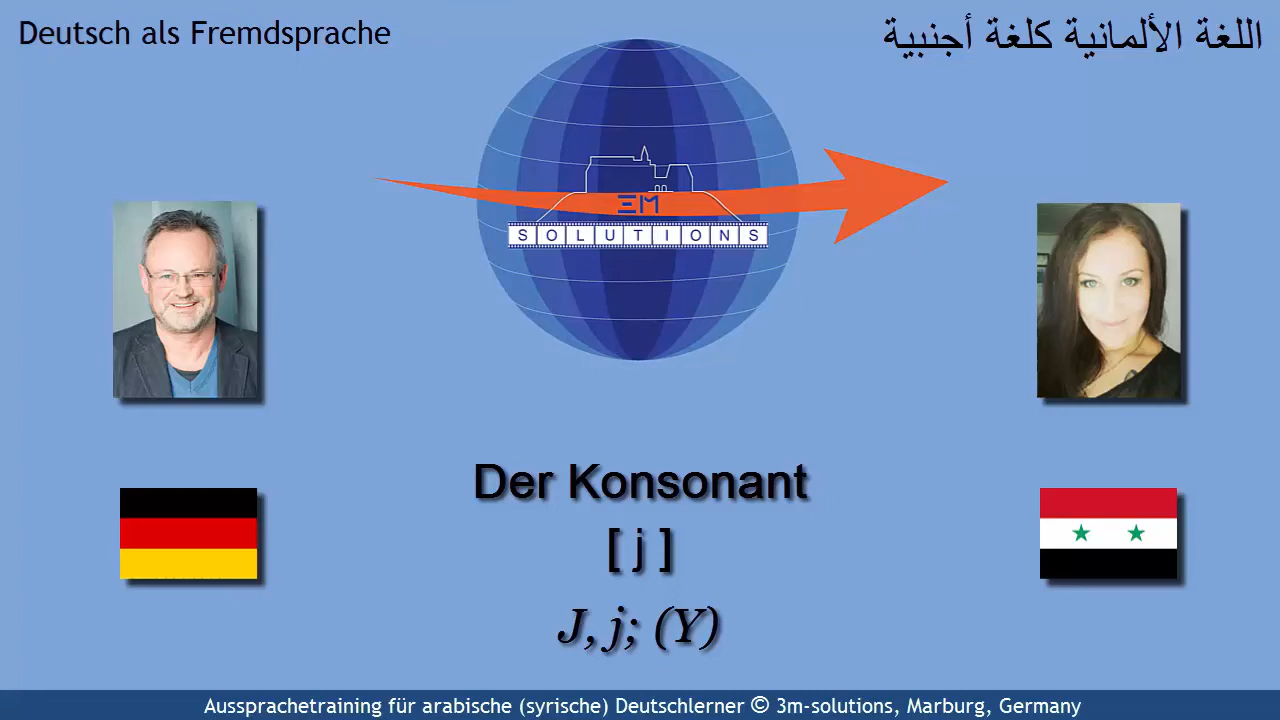 Deutsch als Fremdsprache
اللغة الألمانية كلغة أجنبية
3M
SOLUTIONS
Der Konsonant
[ j ]
J, j; (Y)
Aussprachetraining für arabische (syrische) Deutschlerner © 3m-solutions, Marburg, Germany